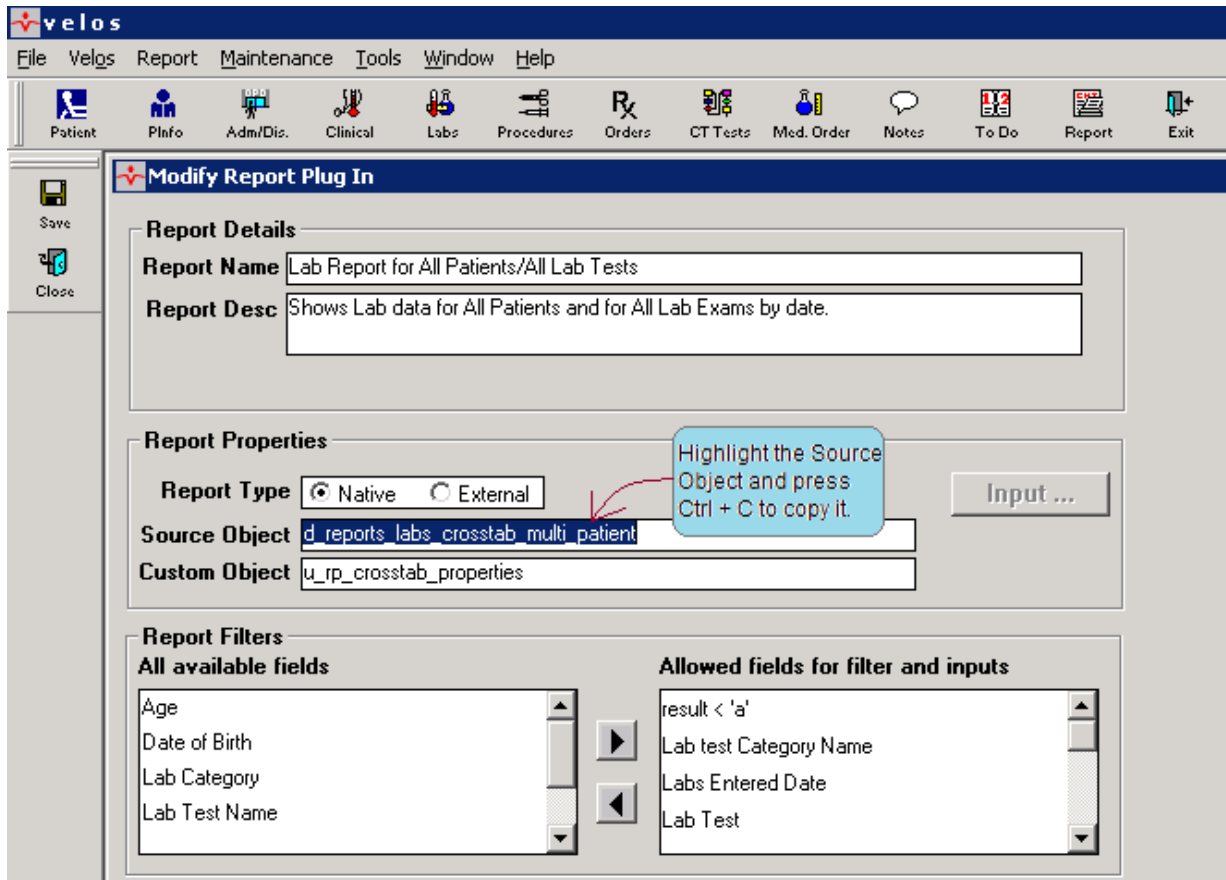 velos
File Velos Report Maintenance Tools Window Help
Patient PInfo Adm/Dis. Clinical Labs Procedures Orders CT Tests Med. Order Notes To Do Report Exit
Save
Close
Modify Report Plug In
Report Details
Report Name Lab Report for All Patients/All Lab Tests
Report Desc Shows Lab data for All Patients and for All Lab Exams by date.
Report Properties
Report Type Native External
Highlight the Source
Object and press
Ctrl + C to copy it.
Input ...
Source Object d_reports_labs_crosstab_multi_patient
Custom Object u_rp_crosstab_properties
Report Filters
All available fields
Age
Date of Birth
Lab Category
Lab Test Name
Allowed fields for filter and inputs
result < 'a'
Lab test Category Name
Labs Entered Date
Lab Test